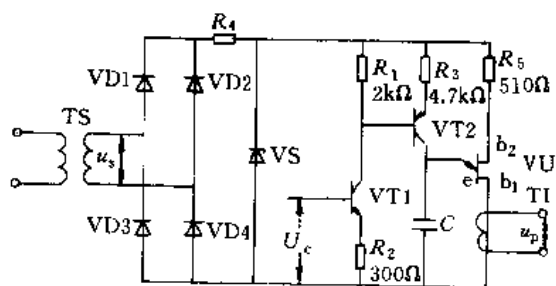 R₄
R₁
2kΩ
R₃
4.7kΩ
R₅
510Ω
VD1
VD2
TS
uₛ
VS
VT2
b₂
VU
e
b₁
TI
VT1
C
uₚ
VD3
VD4
U꜀
R₂
300Ω